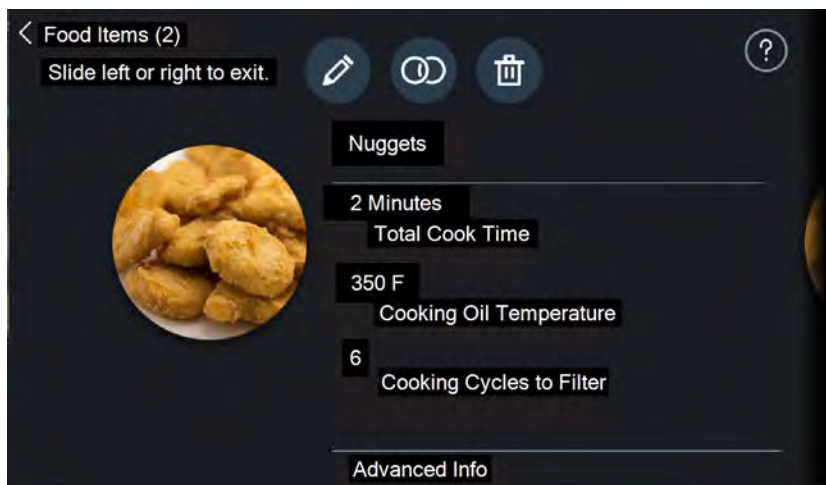 Food Items (2)
Slide left or right to exit.
?
Nuggets
2 Minutes
Total Cook Time
350 F
Cooking Oil Temperature
6
Cooking Cycles to Filter
Advanced Info